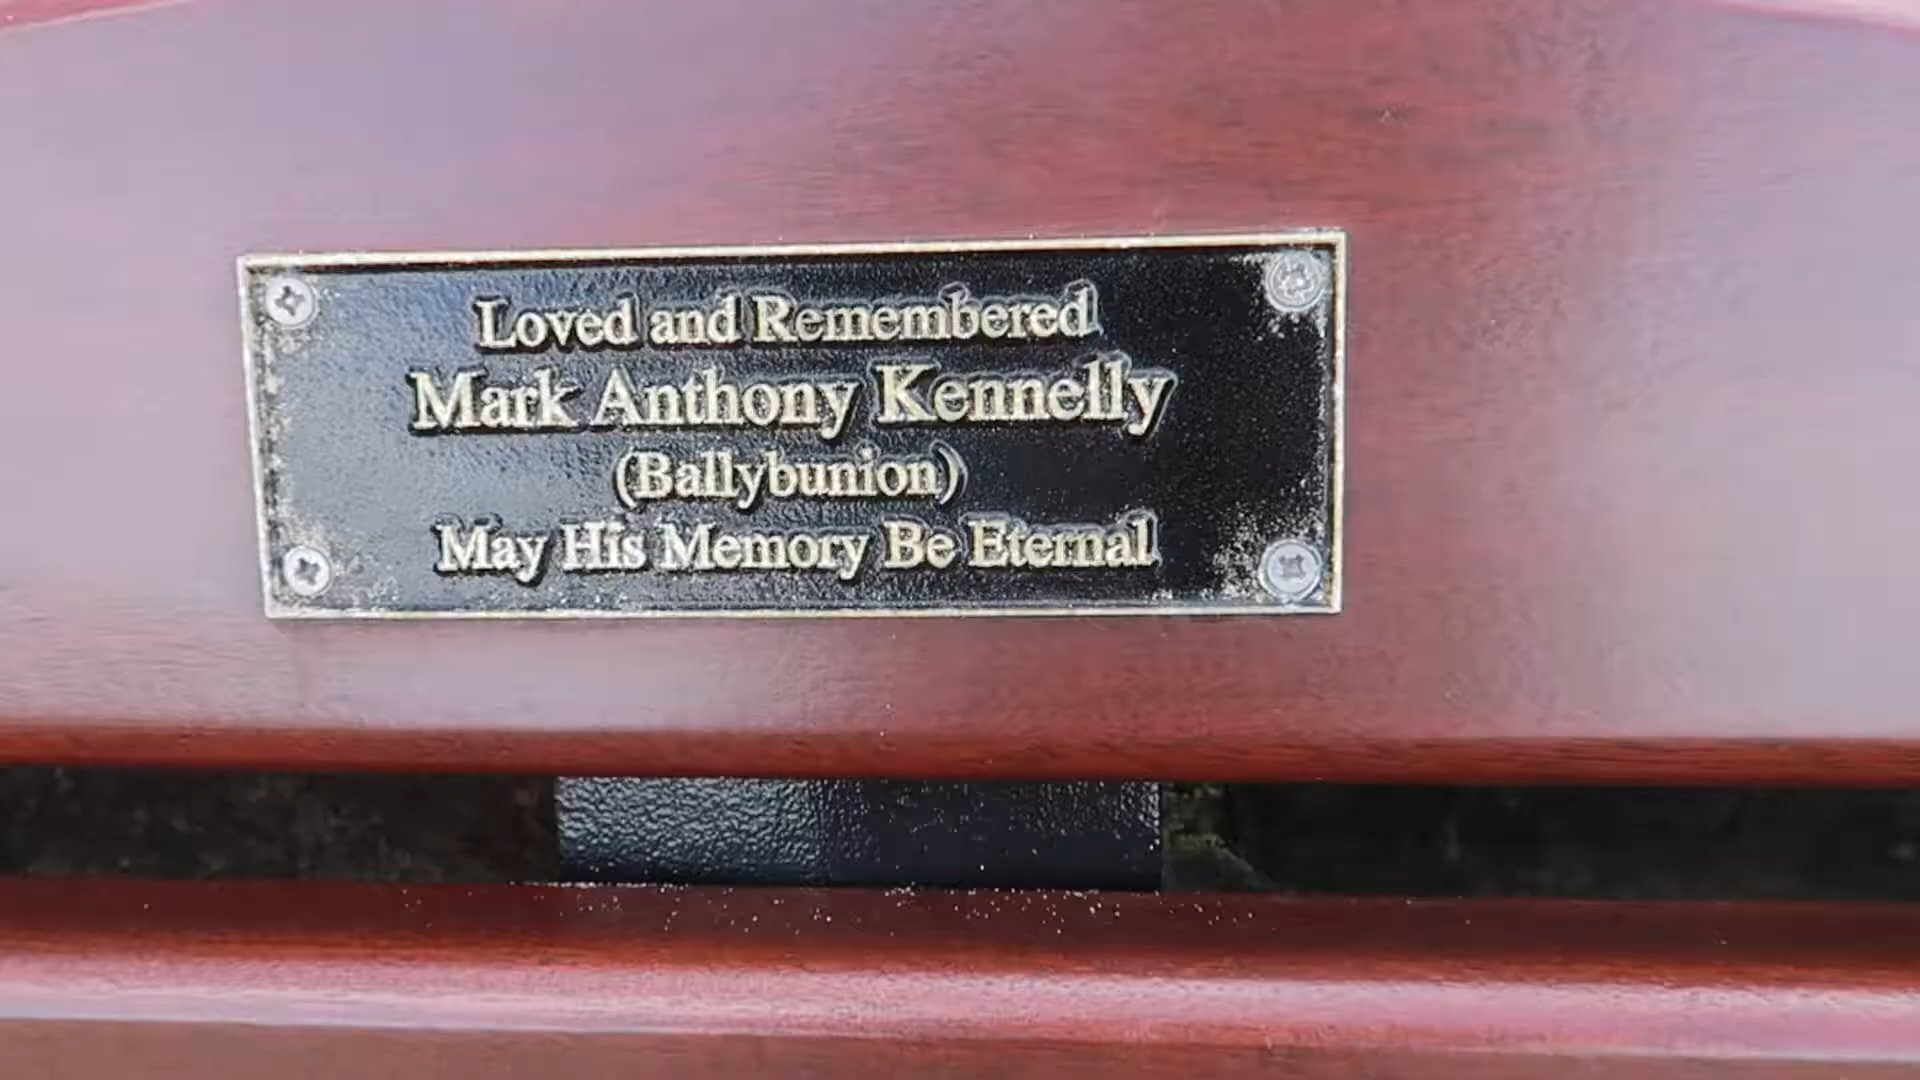 Loved and Remembered
Mark Anthony Kennelly
(Ballybunion)
May His Memory Be Eternal